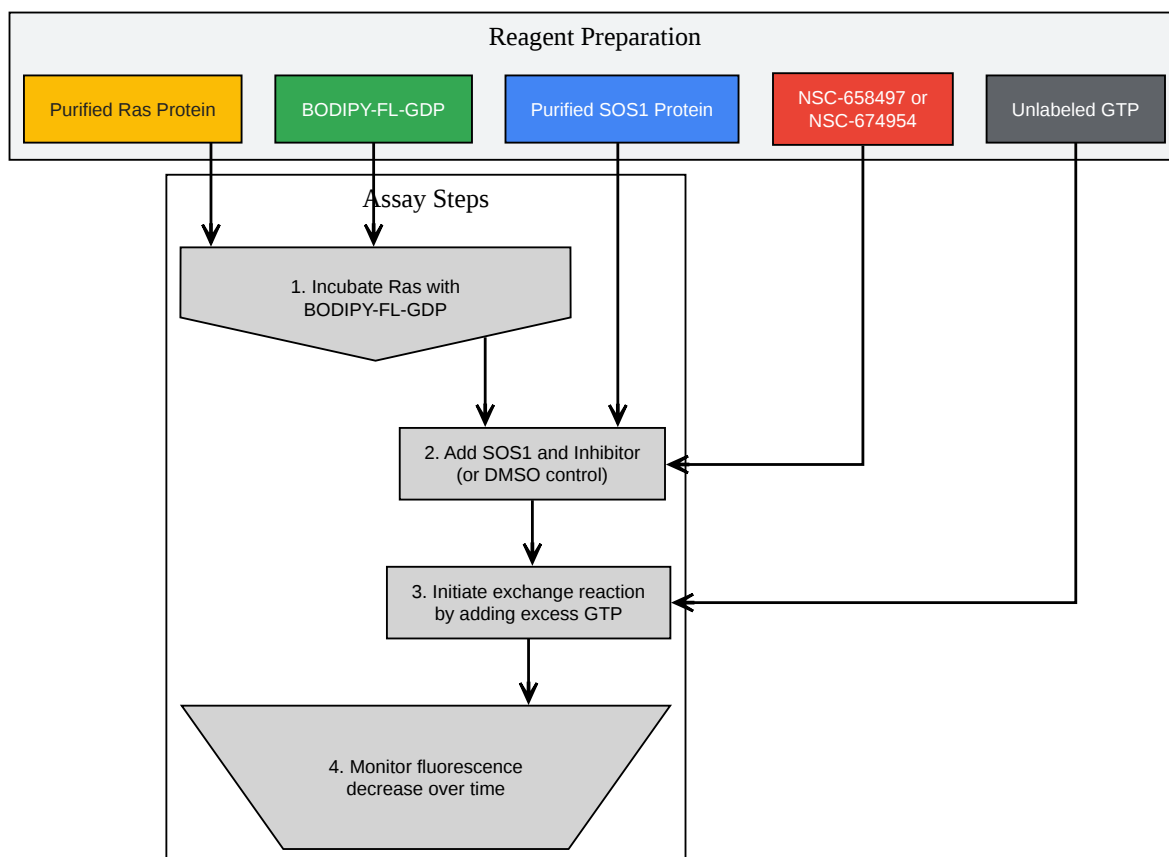 Reagent Preparation
Purified Ras Protein
BODIPY-FL-GDP
Purified SOS1 Protein
NSC-658497 or
NSC-674954
Unlabeled GTP
Assay Steps
1. Incubate Ras with
BODIPY-FL-GDP
2. Add SOS1 and Inhibitor
(or DMSO control)
3. Initiate exchange reaction
by adding excess GTP
4. Monitor fluorescence
decrease over time